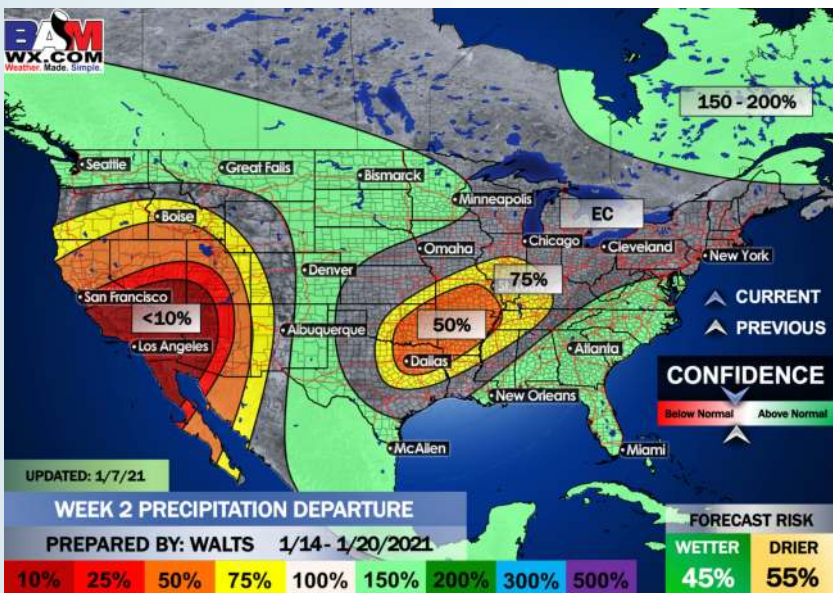 BAM
WX.COM
Weather. Made. Simple.
150 - 200%
Seattle
Great Falls
Bismarck
Minneapolis
EC
Boise
Omaha
Chicago
Cleveland
New York
Denver
75%
San Francisco
<10%
50%
CURRENT
Albuquerque
PREVIOUS
Los Angeles
Dallas
Atlanta
CONFIDENCE
New Orleans
Below Normal
Above Normal
McAllen
Miami
UPDATED: 1/7/21
WEEK 2 PRECIPITATION DEPARTURE
PREPARED BY: WALTS 1/14 - 1/20/2021
FORECAST RISK
WETTER DRIER
45% 55%
10% 25% 50% 75% 100% 150% 200% 300% 500%